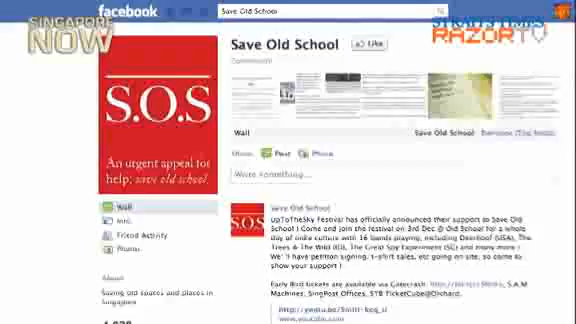 SINGAPORE
NOW
facebook
Save Old School
STRAITS TIMES
RAZORTV
S.O.S
An urgent appeal for
help: save old school.
Save Old School
Like
Community
Wall
Save Old School
Share:
Post
Photo
Write something...
Wall
Info
Friend Activity
Photos
About
Saving old spaces and places in
Singapore
Save Old School
UpToTheSky Festival has officially announced their support to Save Old
School ! Come and join the festival on 3rd Dec @ Old School for a whole
day of indie culture with 16 bands playing, including Deerhoof (USA), The
Trees & The Wild (ID), The Great Spy Experiment (SG) and many more !
We' ll have petition signing, t-shirt sales, etc going on site, so come to
show your support !
Early Bird tickets are available via Gatecrash, S.A.M
Machines, SingPost Offices, STB TicketCube@Orchard.
www.youtube.com